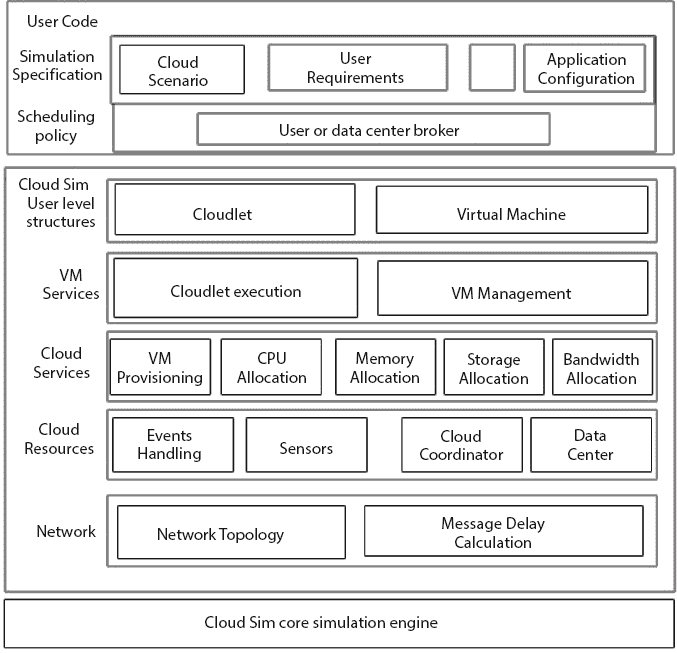 User Code
Simulation
Specification
Cloud
Scenario
User
Requirements
Application
Configuration
Scheduling
policy
User or data center broker
Cloud Sim
User level
structures
Cloudlet
Virtual Machine
VM
Services
Cloudlet execution
VM Management
Cloud
Services
VM
Provisioning
CPU
Allocation
Memory
Allocation
Storage
Allocation
Bandwidth
Allocation
Cloud
Resources
Events
Handling
Sensors
Cloud
Coordinator
Data
Center
Network
Network Topology
Message Delay
Calculation
Cloud Sim core simulation engine